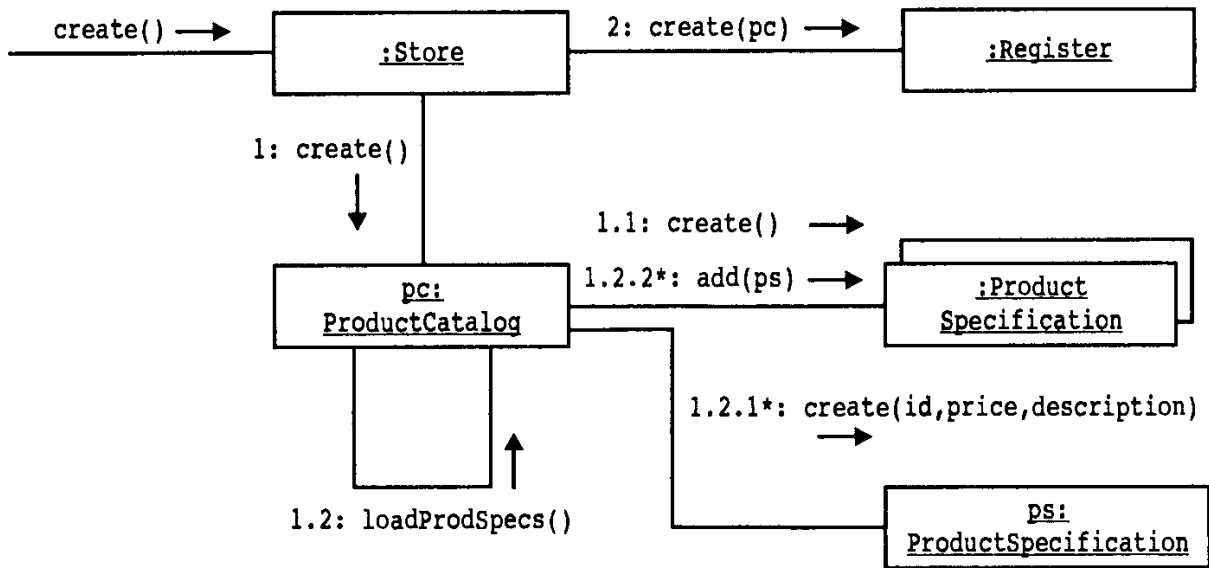 create()
:Store
2: create(pc)
:Register
1: create()
1.1: create()
1.2.2*: add(ps)
pc:
ProductCatalog
:Product
Specification
1.2.1*: create(id,price,description)
1.2: loadProdSpecs()
ps:
ProductSpecification